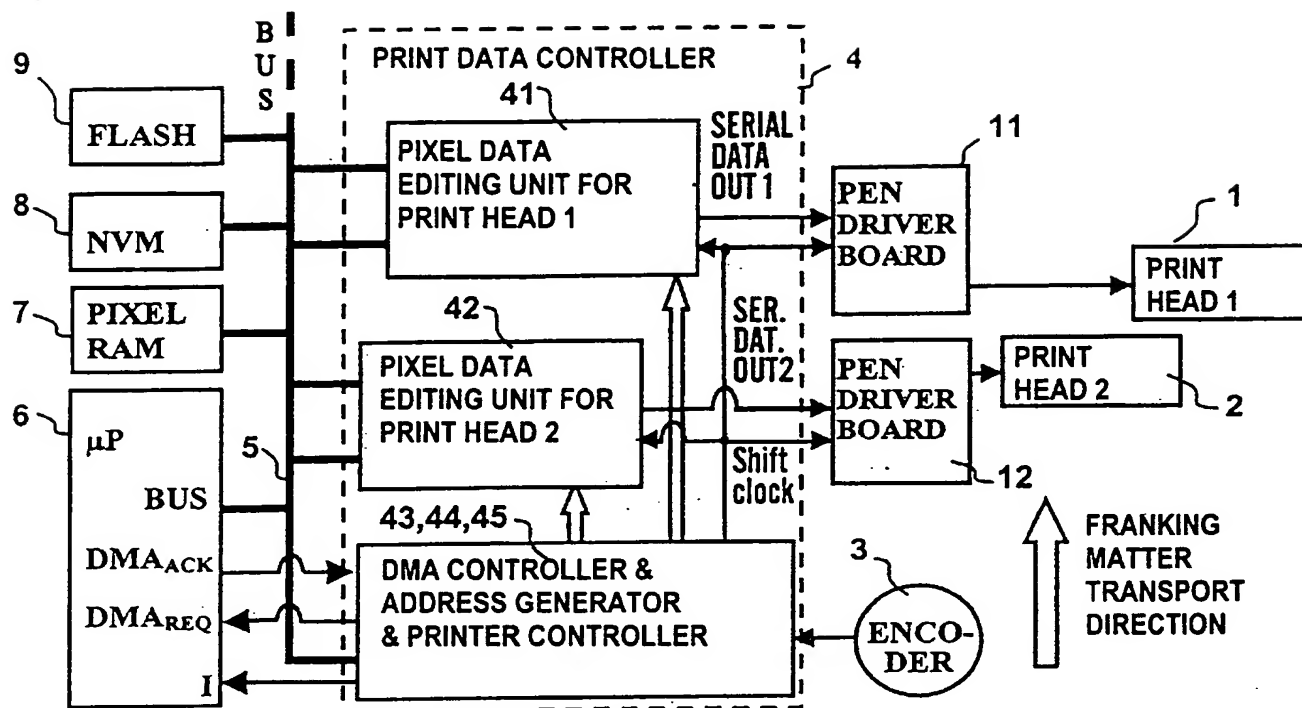 B
U
S
PRINT DATA CONTROLLER
4
9
FLASH
41
PIXEL DATA
EDITING UNIT FOR
PRINT HEAD 1
SERIAL
DATA
OUT1
11
PEN
DRIVER
BOARD
1
PRINT
HEAD 1
8
NVM
7
PIXEL
RAM
42
PIXEL DATA
EDITING UNIT FOR
PRINT HEAD 2
SER.
DAT.
OUT2
PEN
DRIVER
BOARD
12
PRINT
HEAD 2
2
Shift
clock
6
µP
BUS
DMAACK
DMAREQ
I
5
43,44,45
DMA CONTROLLER &
ADDRESS GENERATOR
& PRINTER CONTROLLER
3
ENCO-
DER
FRANKING
MATTER
TRANSPORT
DIRECTION